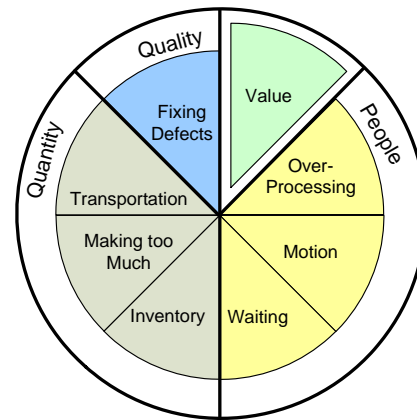 Quality
Value
People
Fixing
Defects
Quantity
Over-
Processing
Transportation
Making too
Much
Motion
Inventory
Waiting